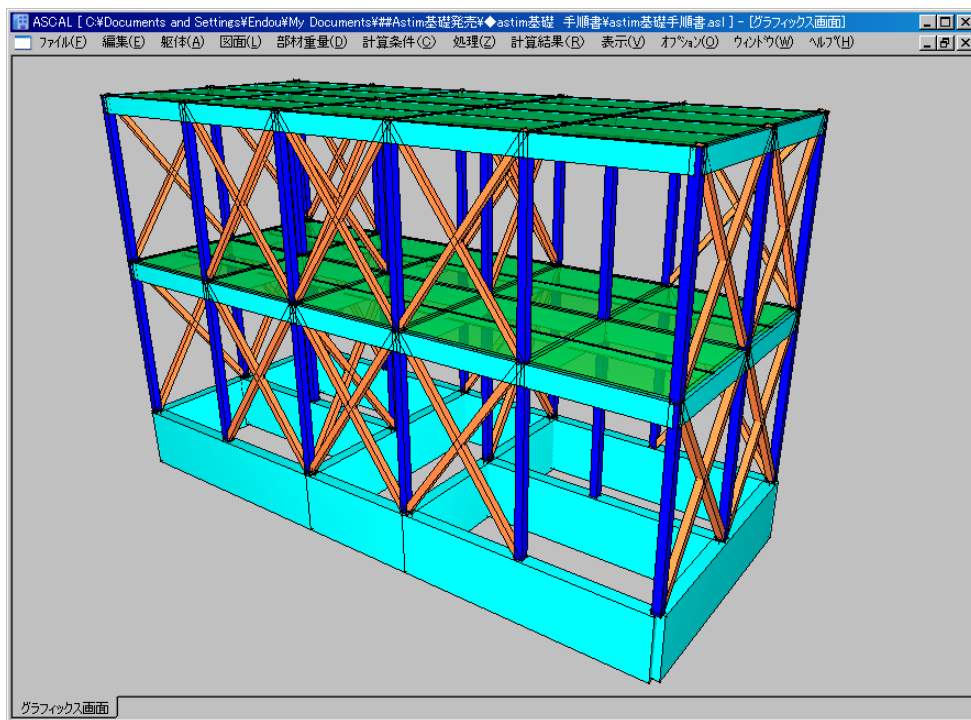 ASCAL [ C:¥Documents and Settings¥Endou¥My Documents¥##Astim基礎発売¥◆astim基礎 手順書¥astim基礎手順書.asl ] - [グラフィックス画面]
ファイル(F) 編集(E) 躯体(A) 図面(L) 部材重量(D) 計算条件(C) 処理(Z) 計算結果(R) 表示(V) オプション(O) ウィンドウ(W) ヘルプ(H)
グラフィックス画面